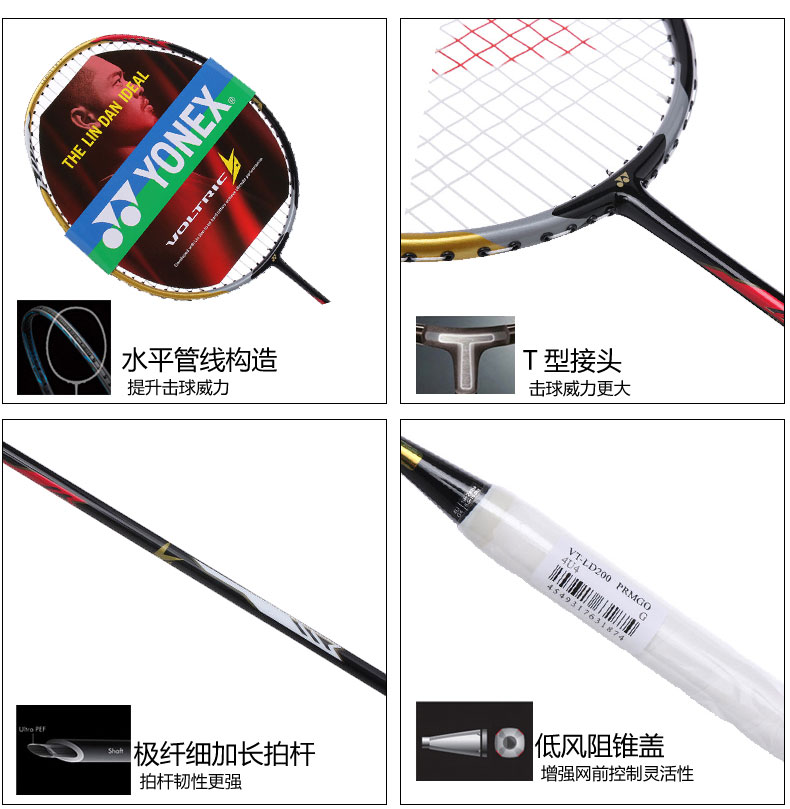 THE LIN DAN IDEAL
YONEX®
VOLTRIC
水平管线构造
提升击球威力
T 型接头
击球威力更大
Ultra PEF
Shaft
极纤细加长拍杆
拍杆韧性更强
VT-LD200 PRMGO
4U4
G
4549317631874
低风阻锥盖
增强网前控制灵活性